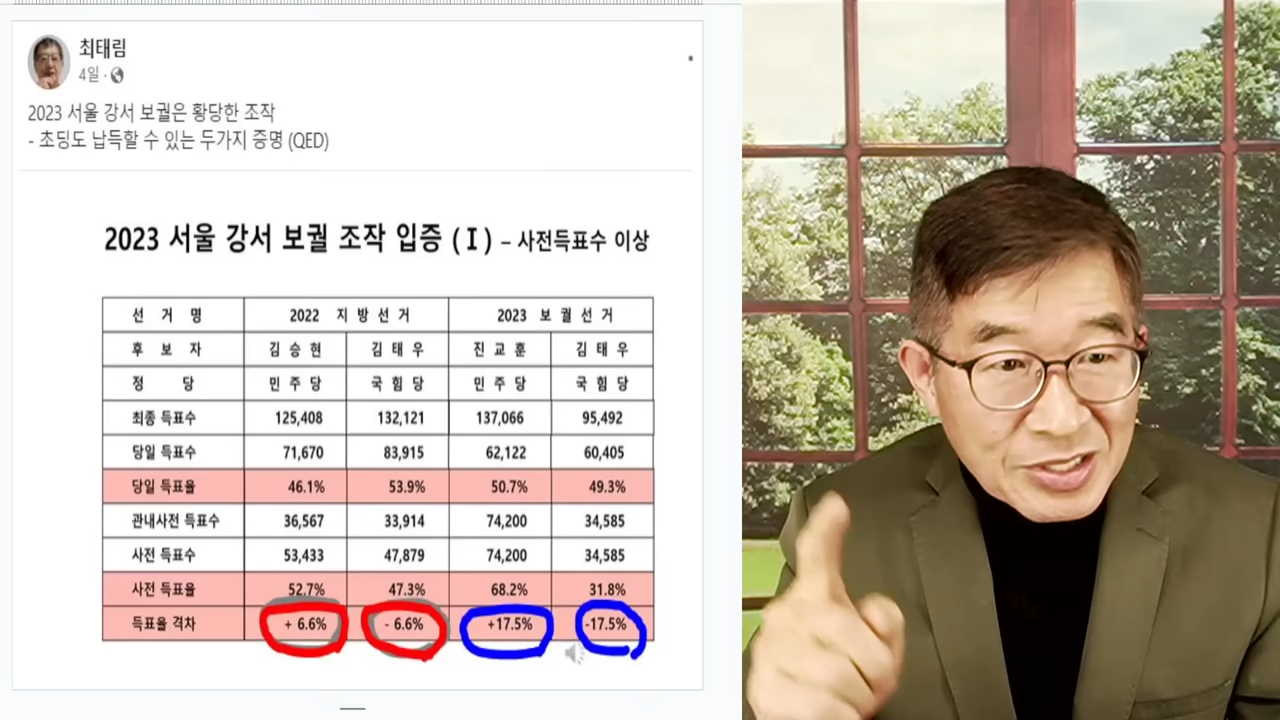 최태림
4일 ·
2023 서울 강서 보궐은 황당한 조작
- 초딩도 납득할 수 있는 두가지 증명 (QED)
2023 서울 강서 보궐 조작 입증 (I) – 사전득표수 이상
선 거 명 2022 지 방 선 거 2023 보 궐 선 거
후 보 자 김 승 현 김 태 우 진 교 훈 김 태 우
정 당 민 주 당 국 힘 당 민 주 당 국 힘 당
최종 득표수 125,408 132,121 137,066 95,492
당일 득표수 71,670 83,915 62,122 60,405
당일 득표율 46.1% 53.9% 50.7% 49.3%
관내사전 득표수 36,567 33,914 74,200 34,585
사전 득표수 53,433 47,879 74,200 34,585
사전 득표율 52.7% 47.3% 68.2% 31.8%
득표율 격차 + 6.6% - 6.6% +17.5% -17.5%